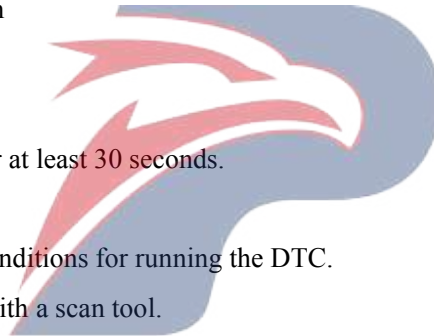 at least 30 seconds.
nditions for running the DTC.
ith a scan tool.